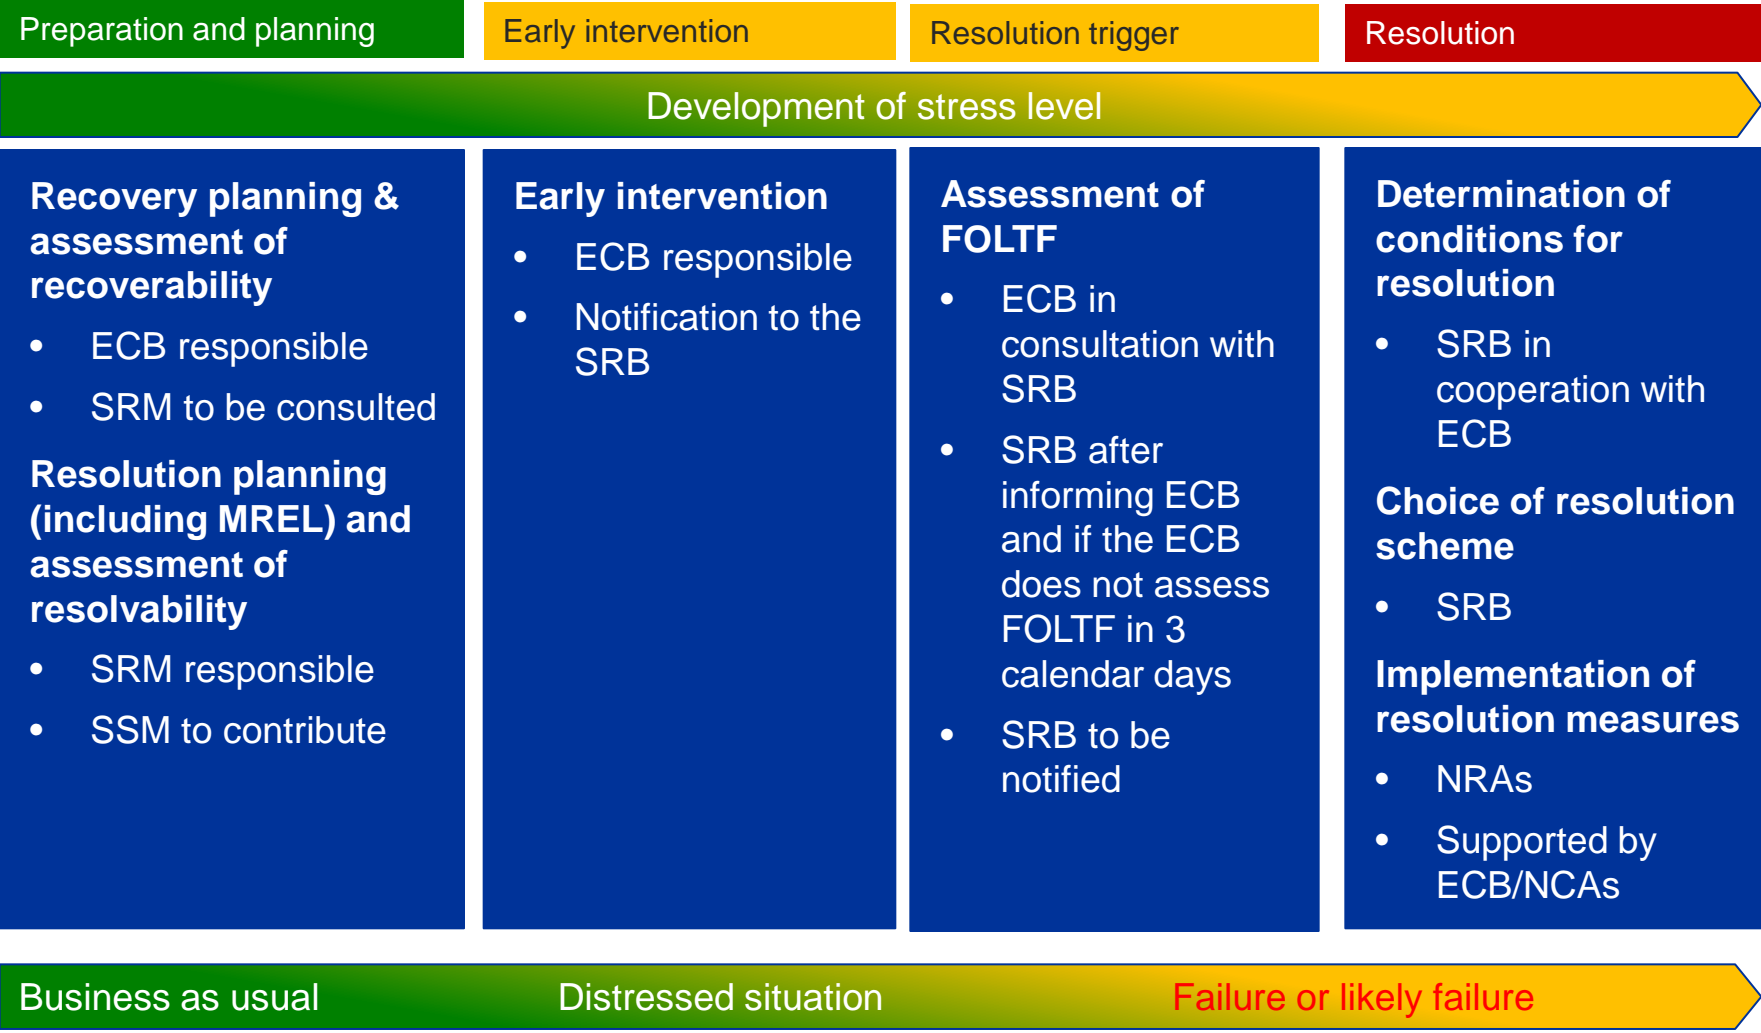 Preparation and planning
Early intervention
Resolution trigger
Resolution
Development of stress level
Recovery planning &
assessment of
recoverability
• ECB responsible
• SRM to be consulted
Resolution planning
(including MREL) and
assessment of
resolvability
• SRM responsible
• SSM to contribute
Early intervention
• ECB responsible
• Notification to the
SRB
Assessment of
FOLTF
• ECB in
consultation with
SRB
• SRB after
informing ECB
and if the ECB
does not assess
FOLTF in 3
calendar days
• SRB to be
notified
Determination of
conditions for
resolution
• SRB in
cooperation with
ECB
Choice of resolution
scheme
• SRB
Implementation of
resolution measures
• NRAs
• Supported by
ECB/NCAs
Business as usual
Distressed situation
Failure or likely failure